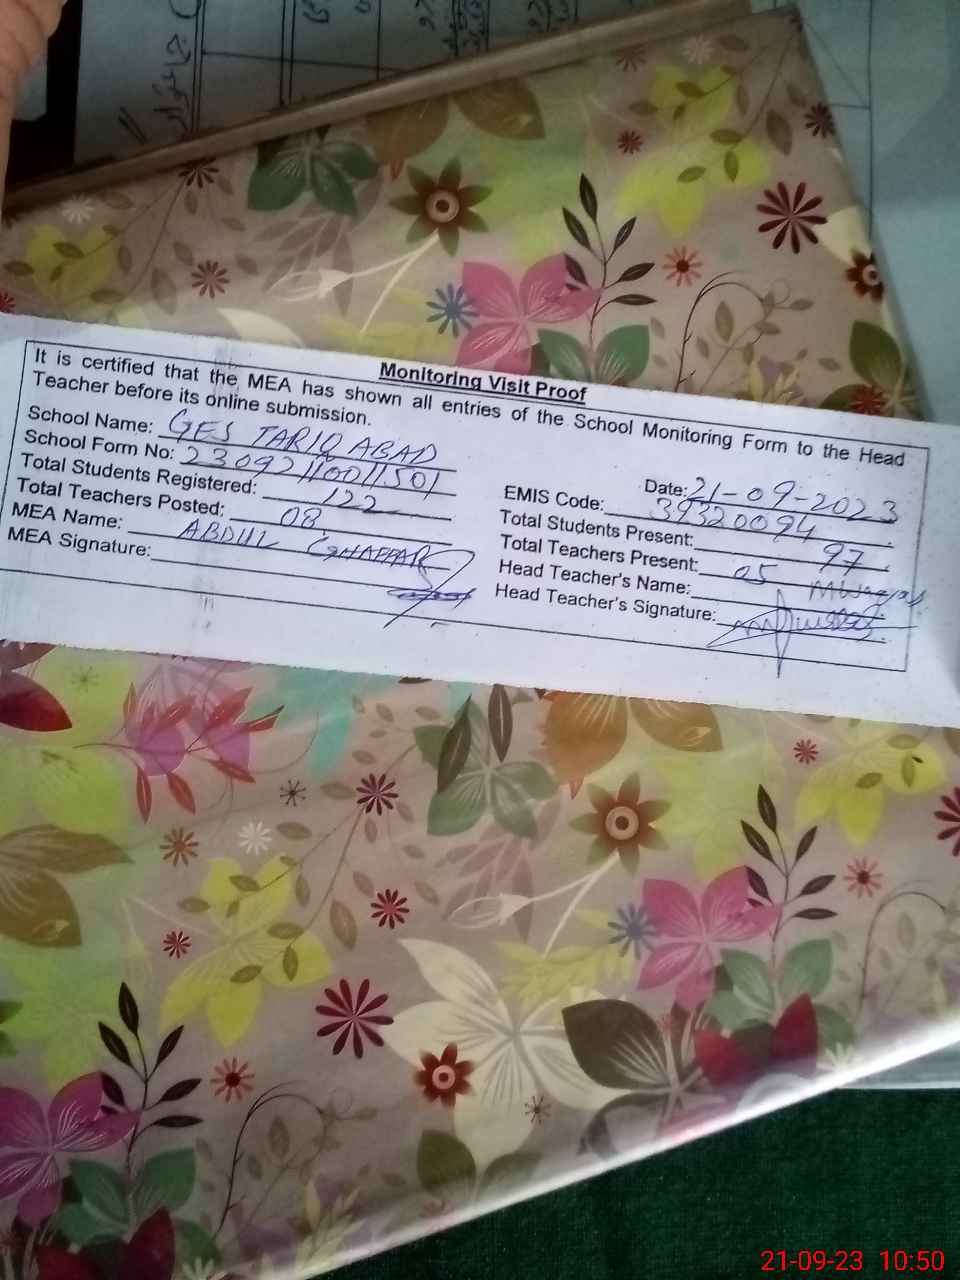 Monitoring Visit Proof
It is certified that the MEA has shown all entries of the School Monitoring Form to the Head
Teacher before its online submission.
School Name: GES TARIQ ABAD
Date: 21-09-2023
School Form No: 23092110011501
EMIS Code: 39320094
Total Students Registered: 122
Total Students Present: 97
Total Teachers Posted: 08
Total Teachers Present: 05
MEA Name: ABDUL GHAFFAR
Head Teacher's Name:
MEA Signature:
Head Teacher's Signature:
21-09-23 10:50